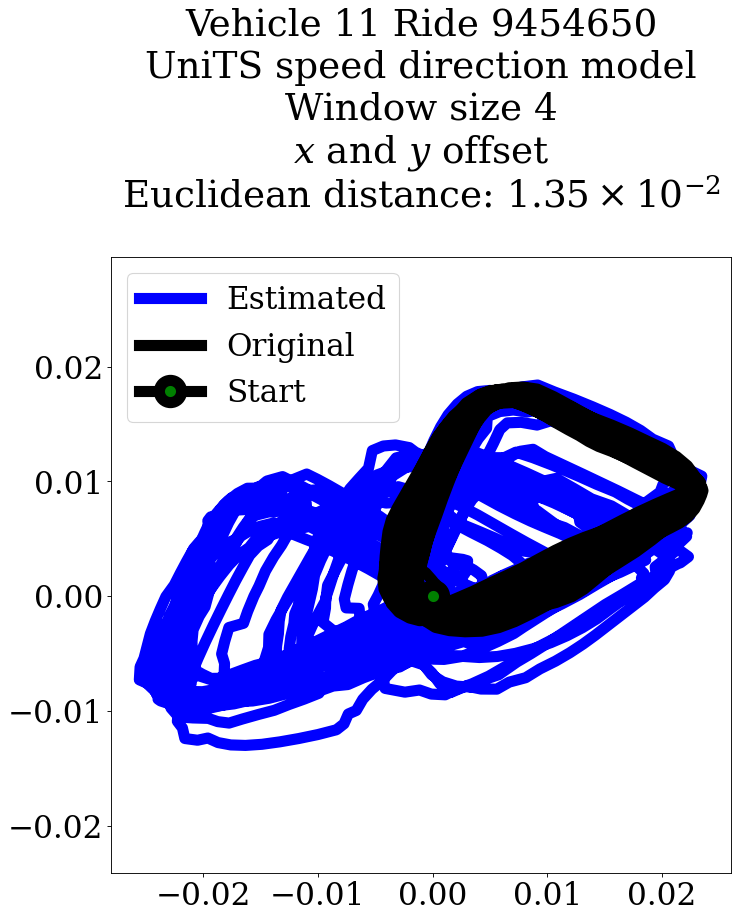 Vehicle 11 Ride 9454650
UniTS speed direction model
Window size 4
x and y offset
Euclidean distance: 1.35 × 10⁻²
Estimated
Original
Start
0.02
0.01
0.00
−0.01
−0.02
−0.02 −0.01 0.00 0.01 0.02